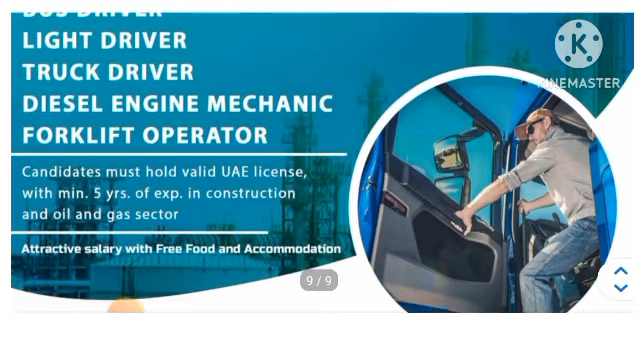 BUS DRIVER
LIGHT DRIVER
TRUCK DRIVER
DIESEL ENGINE MECHANIC
FORKLIFT OPERATOR
Candidates must hold valid UAE license,
with min. 5 yrs. of exp. in construction
and oil and gas sector
Attractive salary with Free Food and Accommodation
9 / 9
K
KINEMASTER